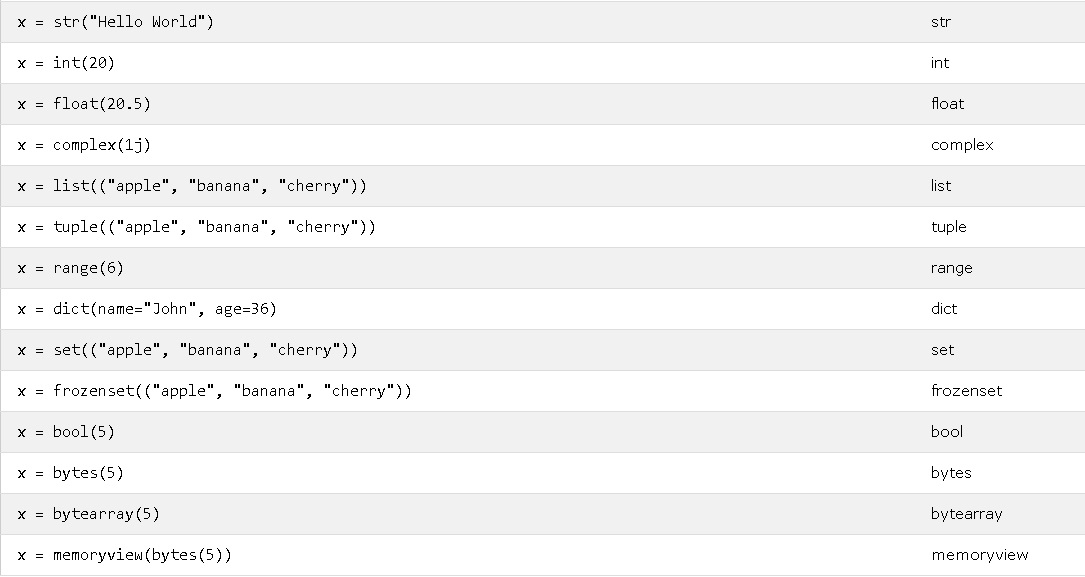 x = str("Hello World") str
x = int(20) int
x = float(20.5) float
x = complex(1j) complex
x = list(("apple", "banana", "cherry")) list
x = tuple(("apple", "banana", "cherry")) tuple
x = range(6) range
x = dict(name="John", age=36) dict
x = set(("apple", "banana", "cherry")) set
x = frozenset(("apple", "banana", "cherry")) frozenset
x = bool(5) bool
x = bytes(5) bytes
x = bytearray(5) bytearray
x = memoryview(bytes(5)) memoryview